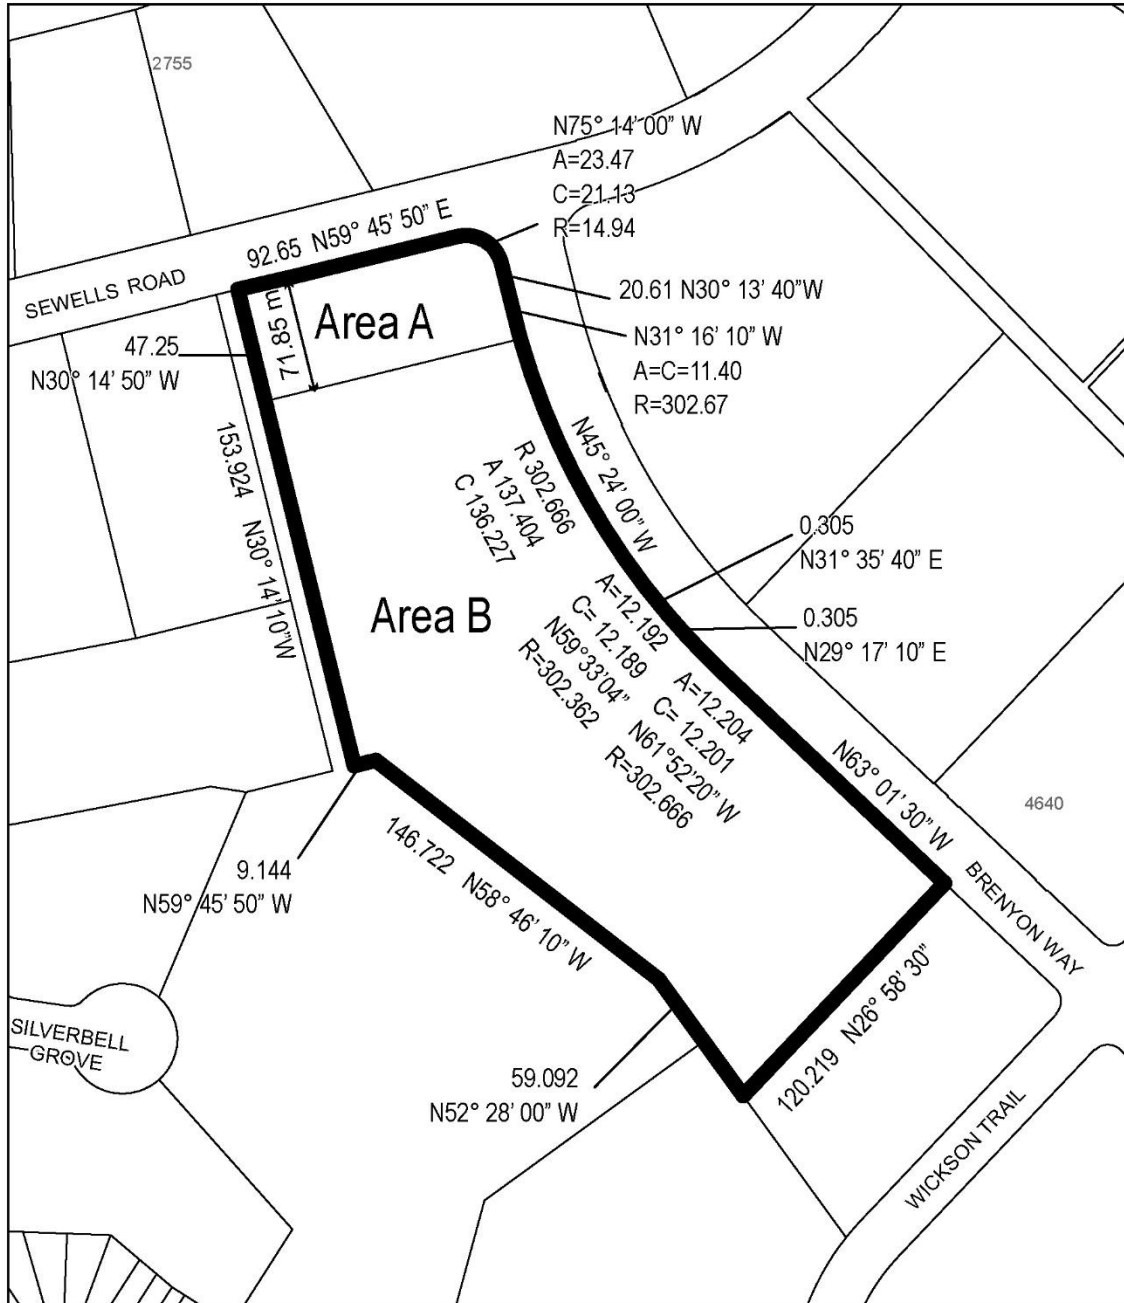 2755
N75° 14' 00" W
A=23.47
C=21.13
R=14.94
92.65 N59° 45' 50" E
SEWELLS ROAD
20.61 N30° 13' 40"W
71.85 m
Area A
N31° 16' 10" W
A=C=11.40
R=302.67
47.25
N30° 14' 50" W
153.924 N30° 14' 10"W
N45° 24' 00" W
R 302.666
A 137.404
C 136.227
0.305
N31° 35' 40" E
Area B
0.305
N29° 17' 10" E
A=12.192
C= 12.189
N59°33'04"
R=302.362
A=12.204
C= 12.201
N61°52'20" W
R=302.666
N63° 01' 30" W
4640
146.722 N58° 46' 10" W
9.144
N59° 45' 50" W
BRENYON WAY
SILVERBELL
GROVE
59.092
N52° 28' 00" W
120.219 N26° 58' 30"
WICKSON TRAIL